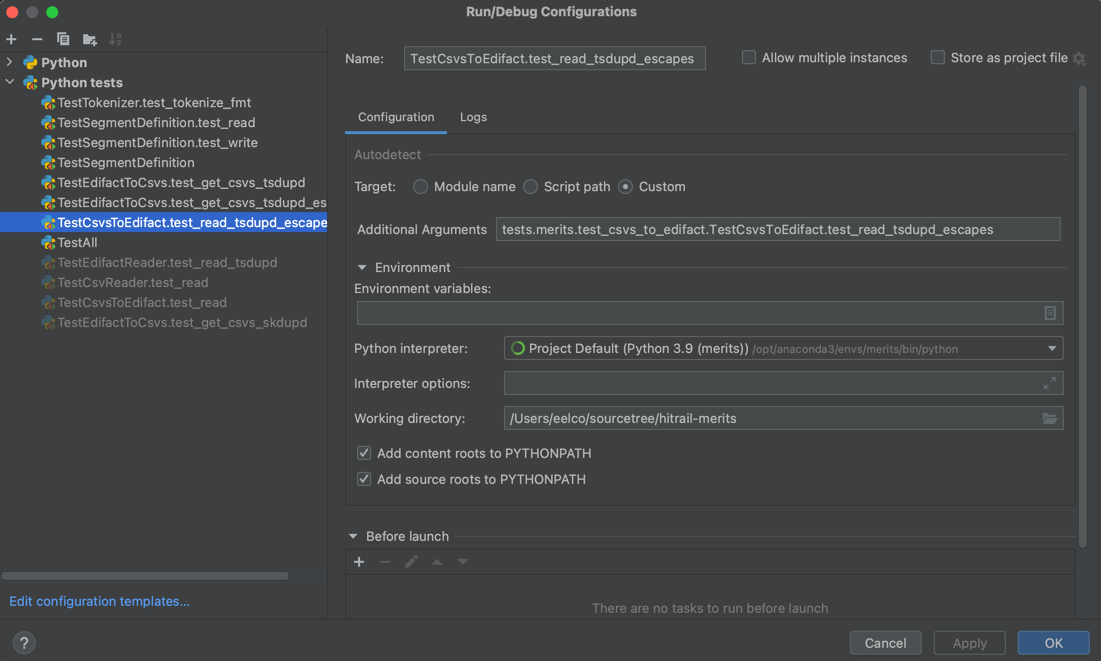 Run/Debug Configurations
Python
Python tests
TestTokenizer.test_tokenize_fmt
TestSegmentDefinition.test_read
TestSegmentDefinition.test_write
TestSegmentDefinition
TestEdifactToCsvs.test_get_csvs_tsdupd
TestEdifactToCsvs.test_get_csvs_tsdupd_es
TestCsvsToEdifact.test_read_tsdupd_escape
TestAll
TestEdifactReader.test_read_tsdupd
TestCsvReader.test_read
TestCsvsToEdifact.test_read
TestEdifactToCsvs.test_get_csvs_skdupd
Edit configuration templates...
Name: TestCsvsToEdifact.test_read_tsdupd_escapes Allow multiple instances Store as project file
Configuration Logs
Autodetect
Target: Module name Script path Custom
Additional Arguments tests.merits.test_csvs_to_edifact.TestCsvsToEdifact.test_read_tsdupd_escapes
Environment
Environment variables:
Python interpreter: Project Default (Python 3.9 (merits)) /opt/anaconda3/envs/merits/bin/python
Interpreter options:
Working directory: /Users/eelco/sourcetree/hitrail-merits
Add content roots to PYTHONPATH
Add source roots to PYTHONPATH
Before launch
There are no tasks to run before launch
? Cancel Apply OK